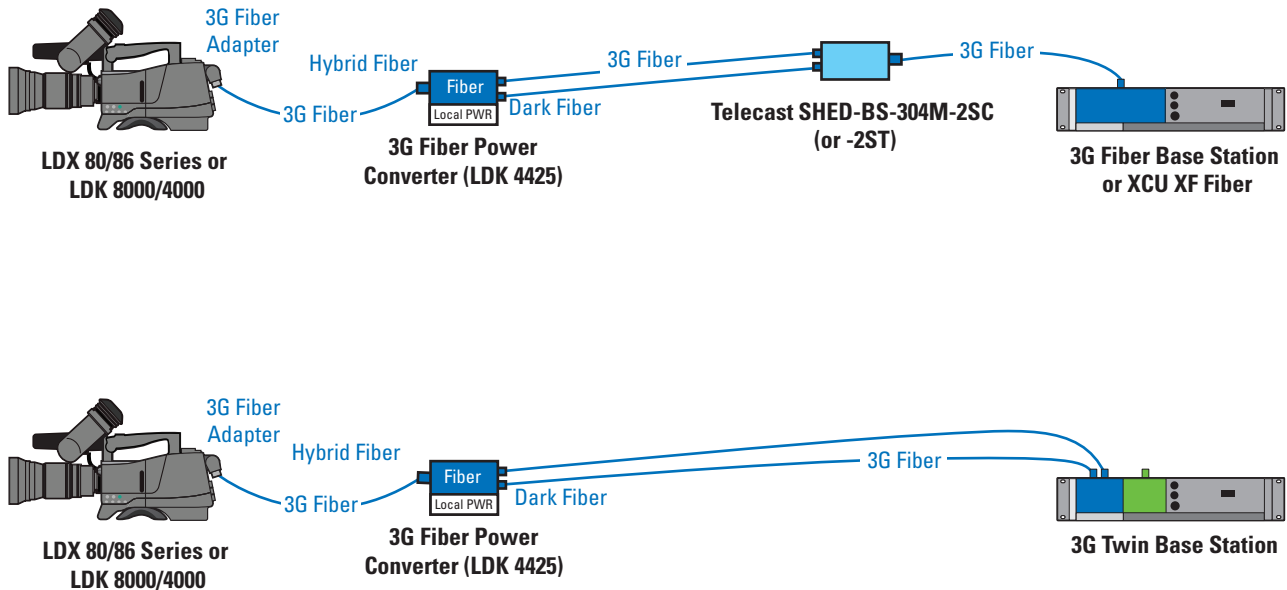 3G Fiber
Adapter
Hybrid Fiber
3G Fiber
Fiber
Local PWR
3G Fiber
Dark Fiber
3G Fiber
LDX 80/86 Series or
LDK 8000/4000
3G Fiber Power
Converter (LDK 4425)
Telecast SHED-BS-304M-2SC
(or -2ST)
3G Fiber Base Station
or XCU XF Fiber
3G Fiber
Adapter
Hybrid Fiber
3G Fiber
Fiber
Local PWR
Dark Fiber
3G Fiber
LDX 80/86 Series or
LDK 8000/4000
3G Fiber Power
Converter (LDK 4425)
3G Twin Base Station